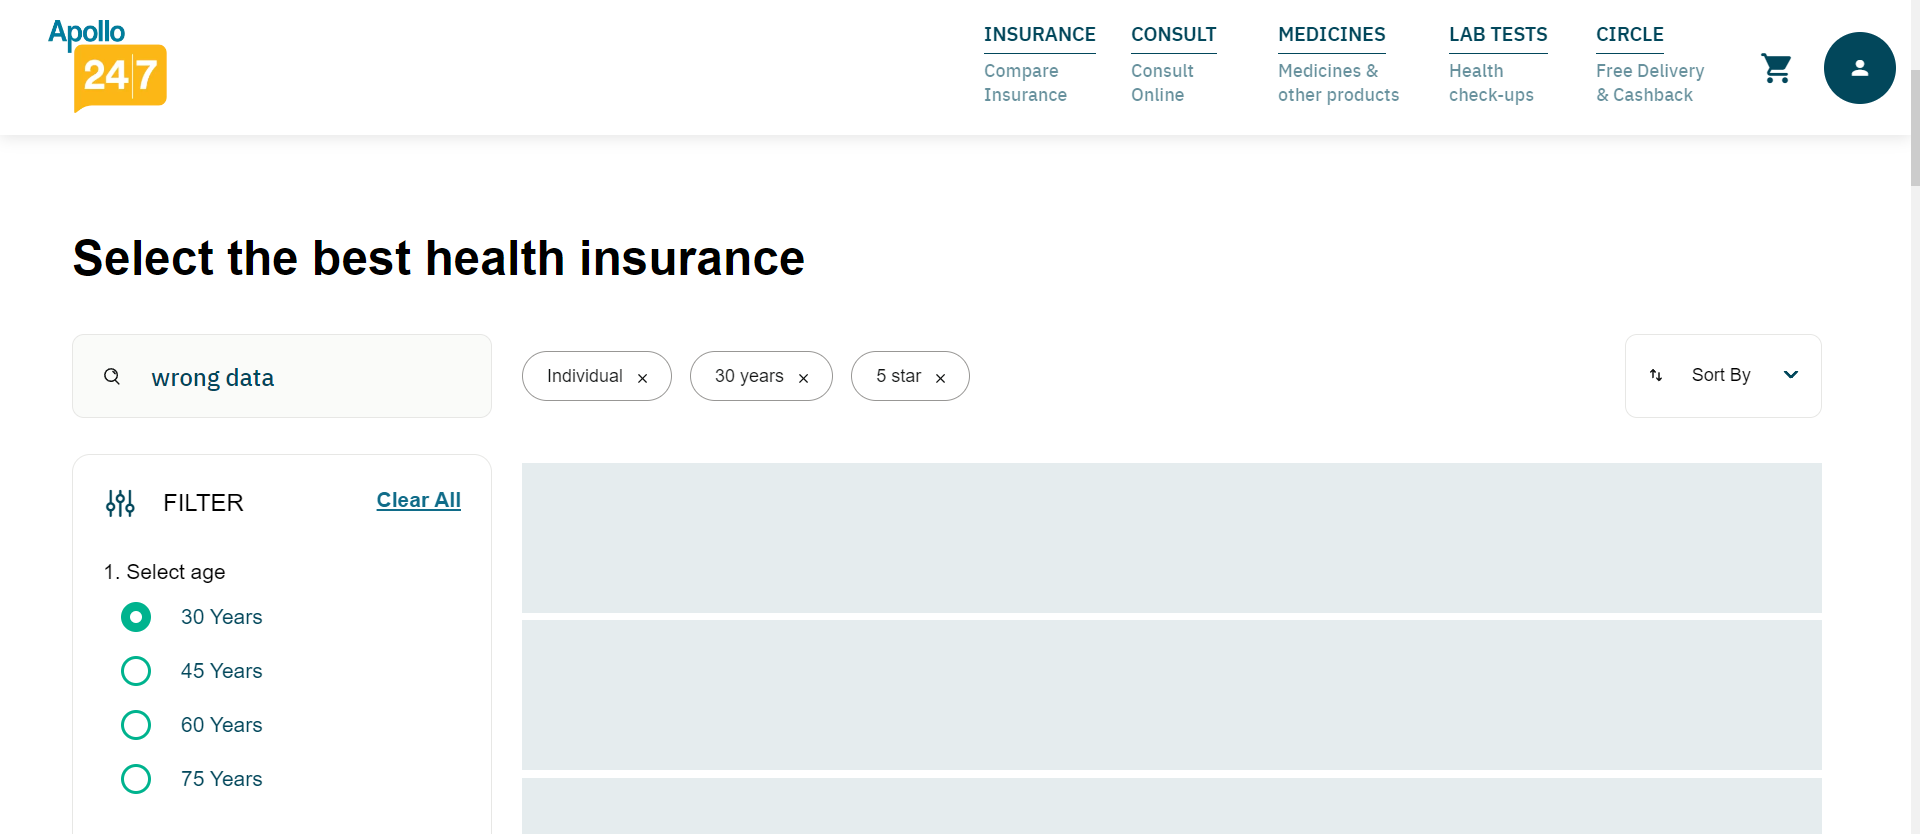 Apollo
24|7
INSURANCE
Compare
Insurance
CONSULT
Consult
Online
MEDICINES
Medicines &
other products
LAB TESTS
Health
check-ups
CIRCLE
Free Delivery
& Cashback
Select the best health insurance
wrong data
Individual ×
30 years ×
5 star ×
Sort By
FILTER
Clear All
1. Select age
30 Years
45 Years
60 Years
75 Years